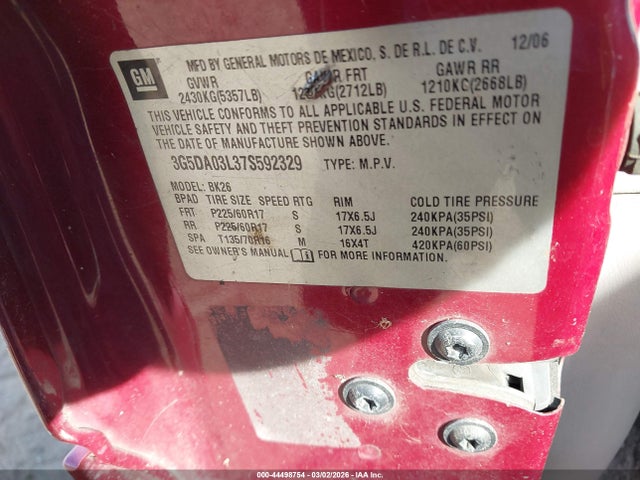 GM
MFD BY GENERAL MOTORS DE MEXICO, S. DE R.L. DE C.V. 12/06
GVWR GAWR FRT GAWR RR
2430KG(5357LB) (2712LB) 1210KG(2668LB)
THIS VEHICLE CONFORMS TO ALL APPLICABLE U.S. FEDERAL MOTOR
VEHICLE SAFETY AND THEFT PREVENTION STANDARDS IN EFFECT ON
THE DATE OF MANUFACTURE SHOWN ABOVE.
3G5DA03L37S592329 TYPE: M.P.V.
MODEL: BK26
BPAD TIRE SIZE SPEED RTG RIM COLD TIRE PRESSURE
FRT P225/60R17 S 17X6.5J 240KPA(35PSI)
RR P225/60R17 S 17X6.5J 240KPA(35PSI)
SPA T135/70R16 M 16X4T 420KPA(60PSI)
SEE OWNER'S MANUAL FOR MORE INFORMATION.
000-44498754 - 03/02/2026 - IAA Inc.